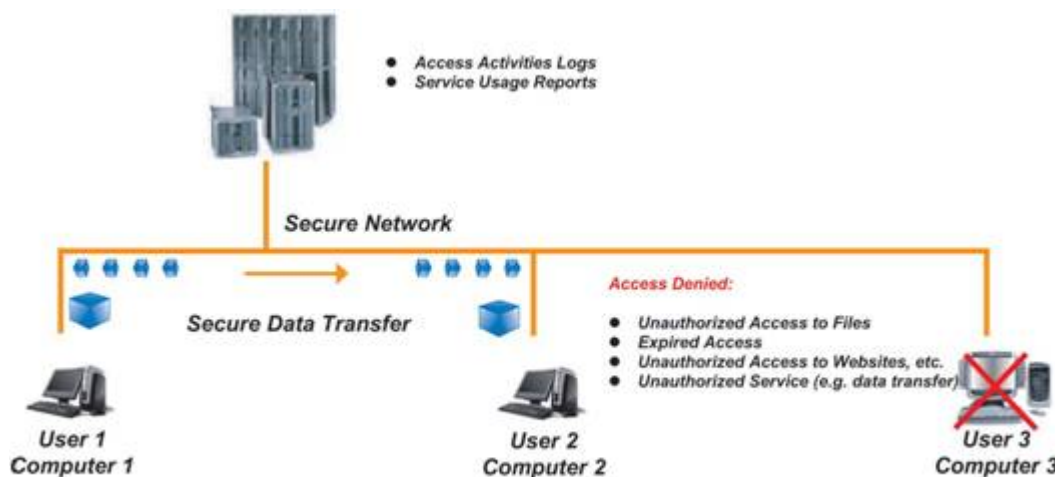 Access Activities Logs
Service Usage Reports
Secure Network
Secure Data Transfer
Access Denied:
Unauthorized Access to Files
Expired Access
Unauthorized Access to Websites, etc.
Unauthorized Service (e.g. data transfer)
User 1
Computer 1
User 2
Computer 2
User 3
Computer 3